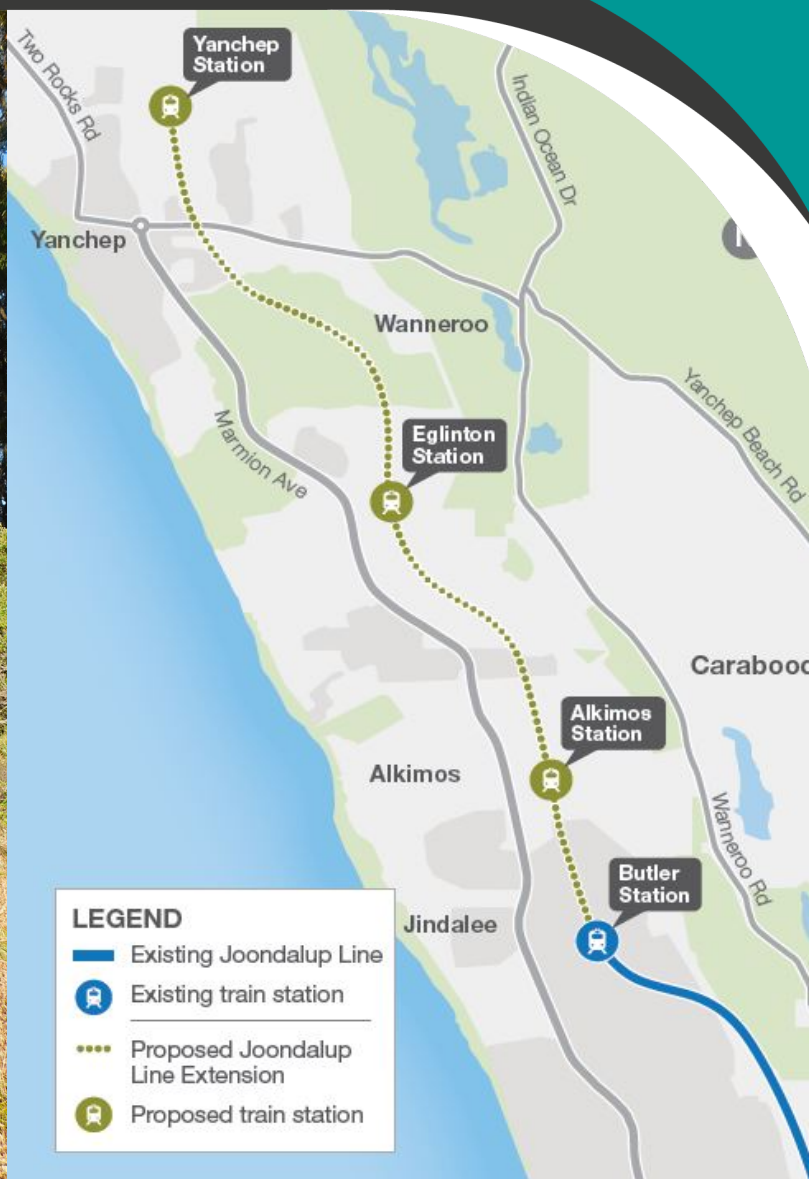 Yanchep
Station
Two Rocks Rd
Indian Ocean Dr
Yanchep
Wanneroo
Yanchep Beach Rd
Marmion Ave
Eglinton
Station
Alkimos
Station
Alkimos
Wanneroo Rd
Butler
Station
Jindalee
LEGEND
Existing Joondalup Line
Existing train station
Proposed Joondalup
Line Extension
Proposed train station